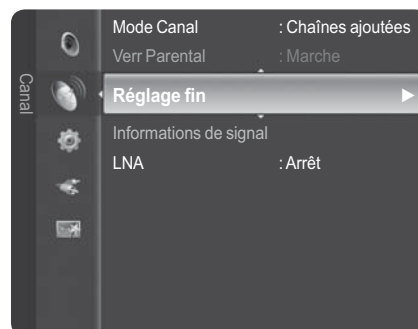 Canal
Mode Canal : Chaînes ajoutées
Verr Parental : Marche
Réglage fin
Informations de signal
LNA : Arrêt